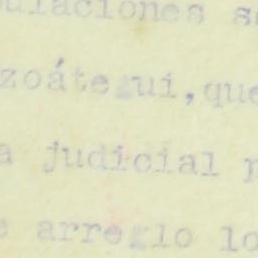 ulaciones s
zoátegui, que
a judicial
e arreglo lo